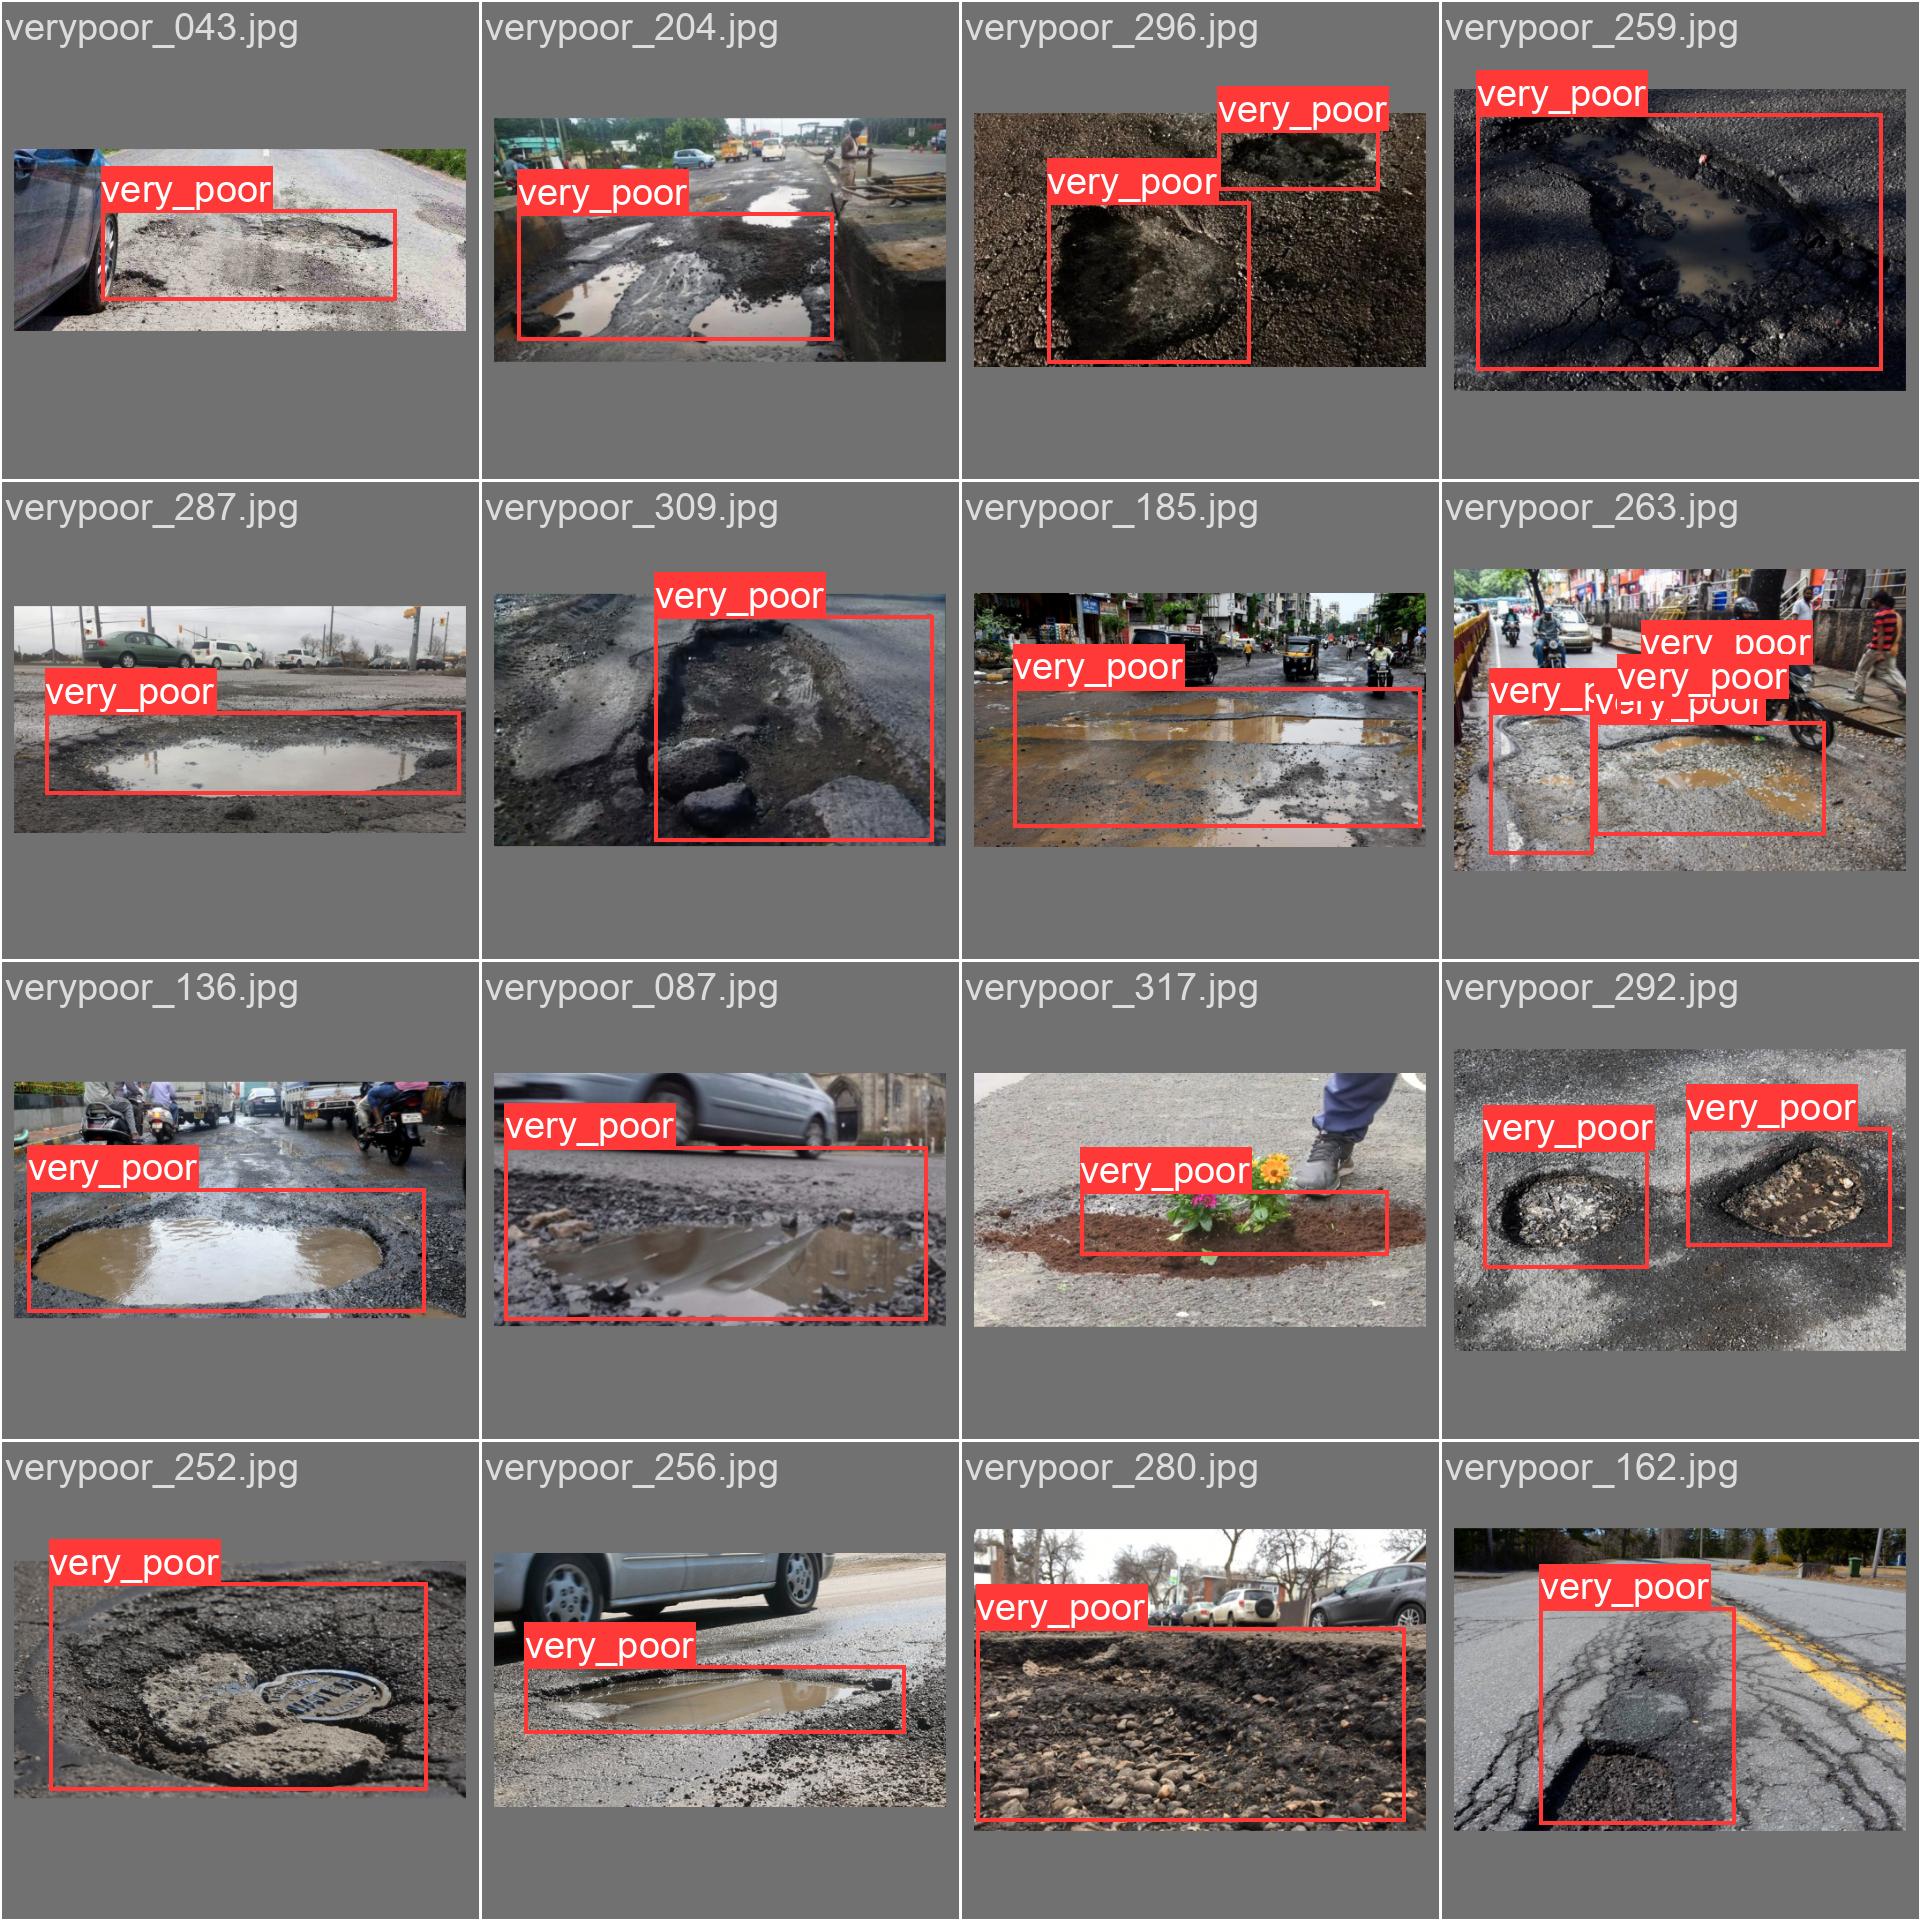 verypoor_043.jpg
verypoor_204.jpg
verypoor_296.jpg
verypoor_259.jpg
very_poor
very_poor
very_poor
very_poor
very_poor
verypoor_287.jpg
verypoor_309.jpg
verypoor_185.jpg
verypoor_263.jpg
very_poor
very_poor
very_poor
very_poor
very_poor
very_p
very_poor
verypoor_136.jpg
verypoor_087.jpg
verypoor_317.jpg
verypoor_292.jpg
very_poor
very_poor
very_poor
very_poor
very_poor
verypoor_252.jpg
verypoor_256.jpg
verypoor_280.jpg
verypoor_162.jpg
very_poor
very_poor
very_poor
very_poor